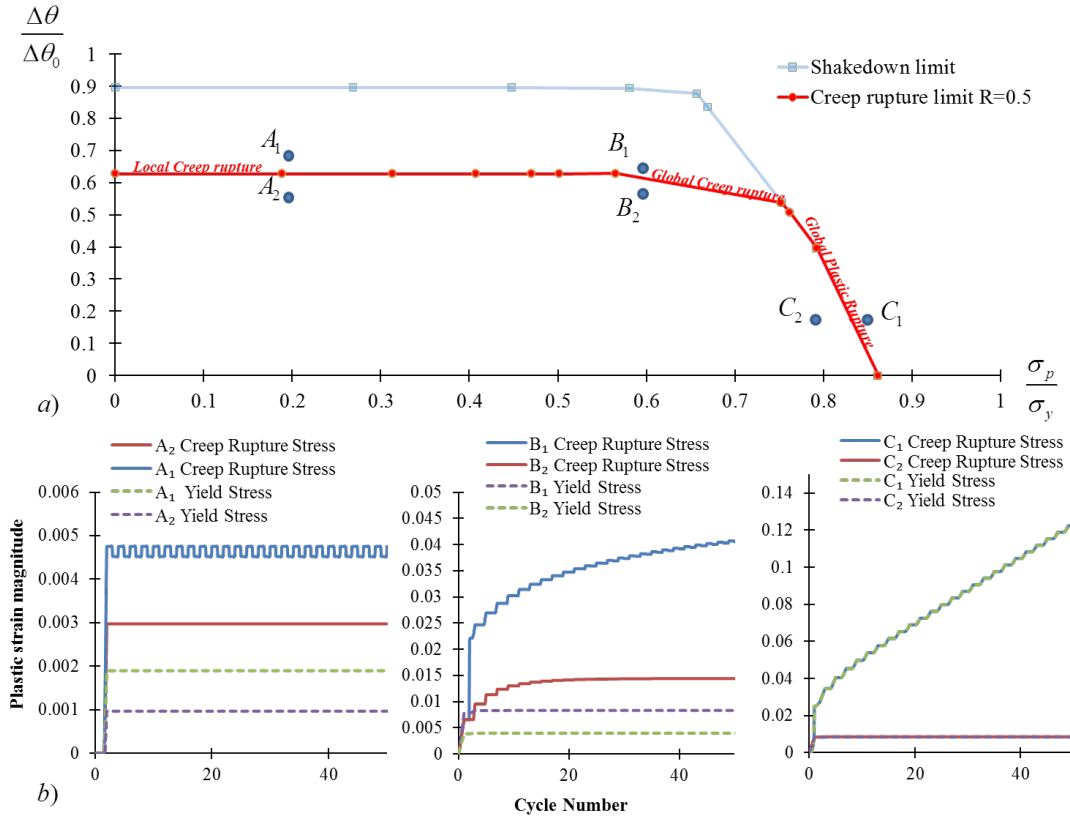 Δθ
Δθ₀
1
0.9
0.8
0.7
0.6
0.5
0.4
0.3
0.2
0.1
0
Shakedown limit
Creep rupture limit R=0.5
A₁
B₁
Local Creep rupture
Global Creep rupture
A₂
B₂
Global Plastic Rupture
C₂
C₁
0
0.1
0.2
0.3
0.4
0.5
0.6
0.7
0.8
0.9
1
σp
σy
a)
A₂ Creep Rupture Stress
A₁ Creep Rupture Stress
A₁ Yield Stress
A₂ Yield Stress
B₁ Creep Rupture Stress
B₂ Creep Rupture Stress
B₁ Yield Stress
B₂ Yield Stress
C₁ Creep Rupture Stress
C₂ Creep Rupture Stress
C₁ Yield Stress
C₂ Yield Stress
Plastic strain magnitude
0.006
0.005
0.004
0.003
0.002
0.001
0
0
20
40
0.05
0.045
0.04
0.035
0.03
0.025
0.02
0.015
0.01
0.005
0
0
20
40
0.14
0.12
0.1
0.08
0.06
0.04
0.02
0
0
20
40
b)
Cycle Number